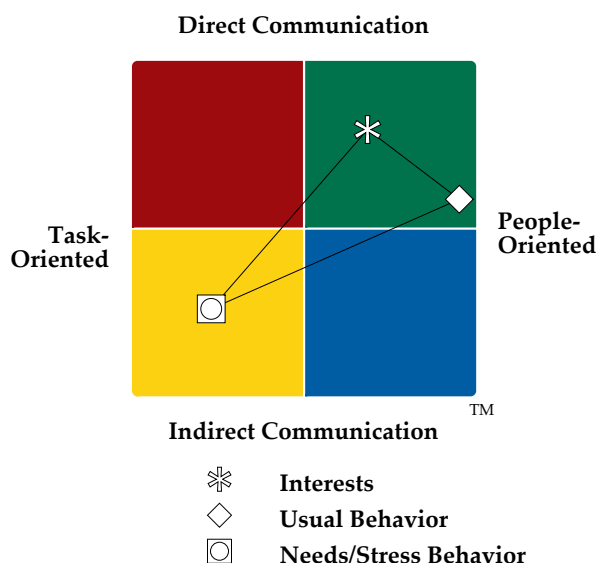 Direct Communication
Task-
Oriented
People-
Oriented
TM
Indirect Communication
Interests
Usual Behavior
Needs/Stress Behavior